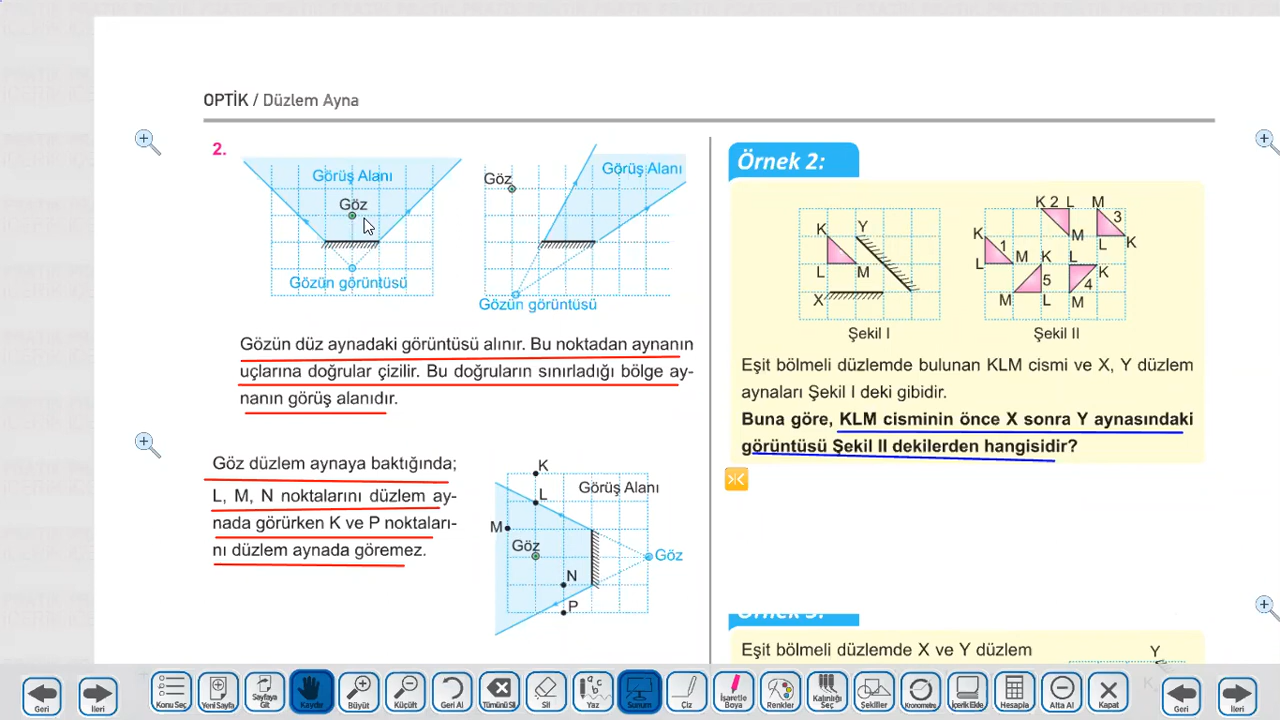 OPTİK / Düzlem Ayna
2.
Görüş Alanı
Göz
Gözün görüntüsü
Göz
Görüş Alanı
Gözün görüntüsü
Gözün düz aynadaki görüntüsü alınır. Bu noktadan aynanın
uçlarına doğrular çizilir. Bu doğruların sınırladığı bölge ay-
nanın görüş alanıdır.
Göz düzlem aynaya baktığında;
L, M, N noktalarını düzlem ay-
nada görürken K ve P noktaları-
nı düzlem aynada göremez.
K
Görüş Alanı
L
M
Göz
Göz
N
P
Örnek 2:
K Y
L M
X
Şekil I
K 2 L M
K 1 M 3
L M K L L K
5 K
M L M 4
Şekil II
Eşit bölmeli düzlemde bulunan KLM cismi ve X, Y düzlem
aynaları Şekil I deki gibidir.
Buna göre, KLM cisminin önce X sonra Y aynasındaki
görüntüsü Şekil II dekilerden hangisidir?
Eşit bölmeli düzlemde X ve Y düzlem
Y
Geri
İleri
Konu Seç
Yeni Sayfa
Sayfaya Git
Kaydır
Büyüt
Küçült
Geri Al
Tümünü Sil
Sil
Yaz
Sunum
Çiz
İşaretle Boya
Renkler
Kalınlığı Seç
Şekiller
Kronometre
İçerik Ekle
Hesapla
Alta Al
Kapat
Geri
İleri